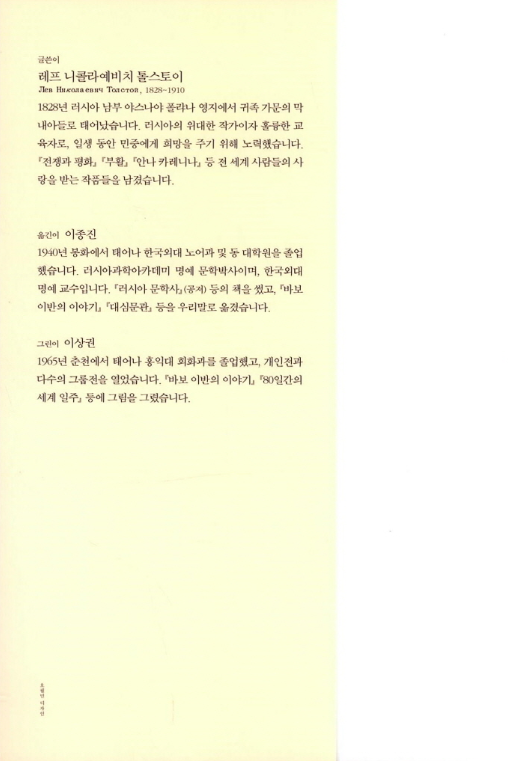 글쓴이
레프 니콜라예비치 톨스토이
Лев Николаевич Толстой, 1828~1910
1828년 러시아 남부 야스나야 폴랴나 영지에서 귀족 가문의 막
내아들로 태어났습니다. 러시아의 위대한 작가이자 훌륭한 교
육자로, 일생 동안 민중에게 희망을 주기 위해 노력했습니다.
『전쟁과 평화』『부활』『안나 카레니나』 등 전 세계 사람들의 사
랑을 받는 작품들을 남겼습니다.
옮긴이 이종진
1940년 봉화에서 태어나 한국외대 노어과 및 동 대학원을 졸업
했습니다. 러시아과학아카데미 명예 문학박사이며, 한국외대
명예 교수입니다. 『러시아 문학사』(공저) 등의 책을 썼고, 『바보
이반의 이야기』『대심문관』 등을 우리말로 옮겼습니다.
그린이 이상권
1965년 춘천에서 태어나 홍익대 회화과를 졸업했고, 개인전과
다수의 그룹전을 열었습니다. 『바보 이반의 이야기』『80일간의
세계 일주』 등에 그림을 그렸습니다.
디자인